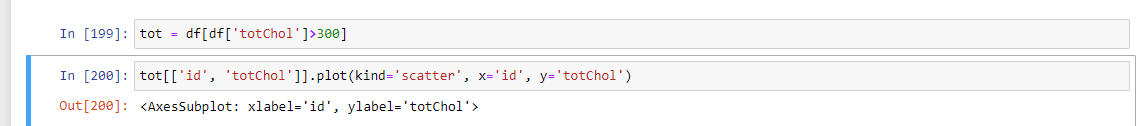 In [199]: tot = df[df['totChol']>300]
In [200]: tot[['id', 'totChol']].plot(kind='scatter', x='id', y='totChol')
Out[200]: <AxesSubplot: xlabel='id', ylabel='totChol'>